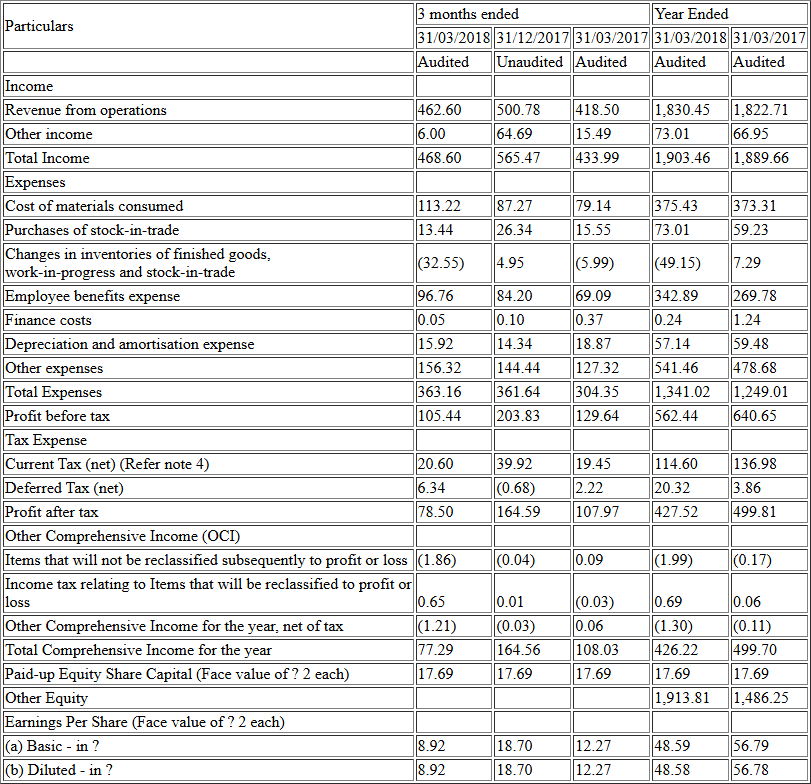 Particulars 3 months ended Year Ended
31/03/2018 31/12/2017 31/03/2017 31/03/2018 31/03/2017
Audited Unaudited Audited Audited Audited
Income
Revenue from operations 462.60 500.78 418.50 1,830.45 1,822.71
Other income 6.00 64.69 15.49 73.01 66.95
Total Income 468.60 565.47 433.99 1,903.46 1,889.66
Expenses
Cost of materials consumed 113.22 87.27 79.14 375.43 373.31
Purchases of stock-in-trade 13.44 26.34 15.55 73.01 59.23
Changes in inventories of finished goods,
work-in-progress and stock-in-trade (32.55) 4.95 (5.99) (49.15) 7.29
Employee benefits expense 96.76 84.20 69.09 342.89 269.78
Finance costs 0.05 0.10 0.37 0.24 1.24
Depreciation and amortisation expense 15.92 14.34 18.87 57.14 59.48
Other expenses 156.32 144.44 127.32 541.46 478.68
Total Expenses 363.16 361.64 304.35 1,341.02 1,249.01
Profit before tax 105.44 203.83 129.64 562.44 640.65
Tax Expense
Current Tax (net) (Refer note 4) 20.60 39.92 19.45 114.60 136.98
Deferred Tax (net) 6.34 (0.68) 2.22 20.32 3.86
Profit after tax 78.50 164.59 107.97 427.52 499.81
Other Comprehensive Income (OCI)
Items that will not be reclassified subsequently to profit or loss (1.86) (0.04) 0.09 (1.99) (0.17)
Income tax relating to Items that will be reclassified to profit or
loss 0.65 0.01 (0.03) 0.69 0.06
Other Comprehensive Income for the year, net of tax (1.21) (0.03) 0.06 (1.30) (0.11)
Total Comprehensive Income for the year 77.29 164.56 108.03 426.22 499.70
Paid-up Equity Share Capital (Face value of ? 2 each) 17.69 17.69 17.69 17.69 17.69
Other Equity 1,913.81 1,486.25
Earnings Per Share (Face value of ? 2 each)
(a) Basic - in ? 8.92 18.70 12.27 48.59 56.79
(b) Diluted - in ? 8.92 18.70 12.27 48.58 56.78